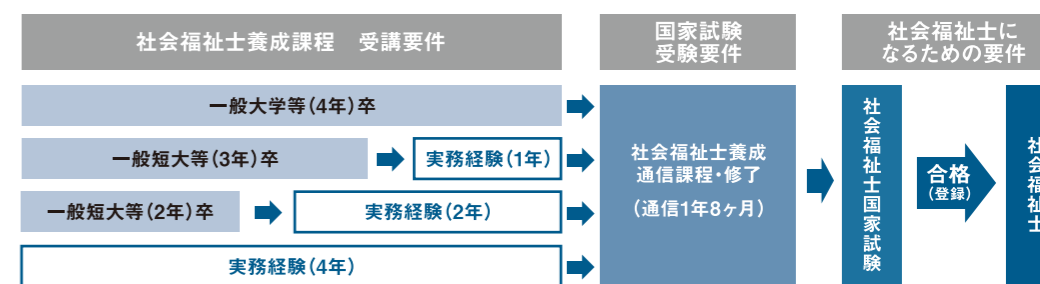 社会福祉士養成課程　受講要件
国家試験
受験要件
社会福祉士に
なるための要件
一般大学等(4年)卒
一般短大等(3年)卒
実務経験(1年)
一般短大等(2年)卒
実務経験(2年)
実務経験(4年)
社会福祉士養成
通信課程・修了
(通信1年8ヶ月)
社会福祉士国家試験
合格
(登録)
社会福祉士